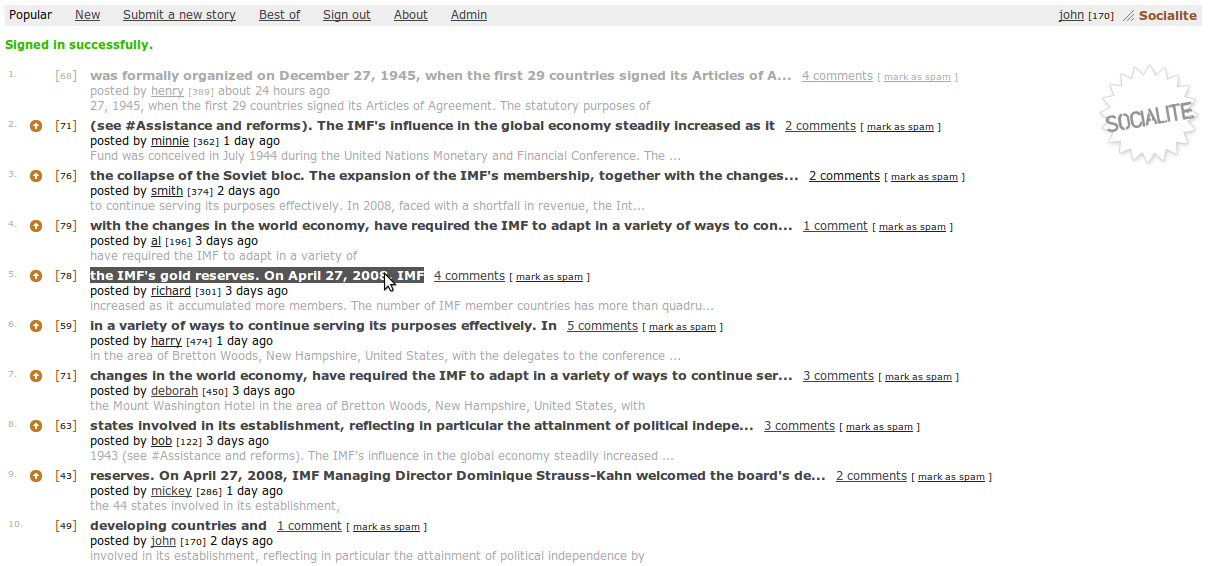 Popular New Submit a new story Best of Sign out About Admin john [170] Socialite
Signed in successfully.
1. [68] was formally organized on December 27, 1945, when the first 29 countries signed its Articles of A... 4 comments [ mark as spam ]
posted by henry [389] about 24 hours ago
27, 1945, when the first 29 countries signed its Articles of Agreement. The statutory purposes of
SOCIALITE
2. [71] (see #Assistance and reforms). The IMF's influence in the global economy steadily increased as it 2 comments [ mark as spam ]
posted by minnie [362] 1 day ago
Fund was conceived in July 1944 during the United Nations Monetary and Financial Conference. The ...
3. [76] the collapse of the Soviet bloc. The expansion of the IMF's membership, together with the changes... 2 comments [ mark as spam ]
posted by smith [374] 2 days ago
to continue serving its purposes effectively. In 2008, faced with a shortfall in revenue, the Int...
4. [79] with the changes in the world economy, have required the IMF to adapt in a variety of ways to con... 1 comment [ mark as spam ]
posted by al [196] 3 days ago
have required the IMF to adapt in a variety of
5. [78] the IMF's gold reserves. On April 27, 2008, IMF 4 comments [ mark as spam ]
posted by richard [301] 3 days ago
increased as it accumulated more members. The number of IMF member countries has more than quadru...
6. [59] in a variety of ways to continue serving its purposes effectively. In 5 comments [ mark as spam ]
posted by harry [474] 1 day ago
in the area of Bretton Woods, New Hampshire, United States, with the delegates to the conference ...
7. [71] changes in the world economy, have required the IMF to adapt in a variety of ways to continue ser... 3 comments [ mark as spam ]
posted by deborah [450] 3 days ago
the Mount Washington Hotel in the area of Bretton Woods, New Hampshire, United States, with
8. [63] states involved in its establishment, reflecting in particular the attainment of political indepe... 3 comments [ mark as spam ]
posted by bob [122] 3 days ago
1943 (see #Assistance and reforms). The IMF's influence in the global economy steadily increased ...
9. [43] reserves. On April 27, 2008, IMF Managing Director Dominique Strauss-Kahn welcomed the board's de... 2 comments [ mark as spam ]
posted by mickey [286] 1 day ago
the 44 states involved in its establishment,
10. [49] developing countries and 1 comment [ mark as spam ]
posted by john [170] 2 days ago
involved in its establishment, reflecting in particular the attainment of political independence by